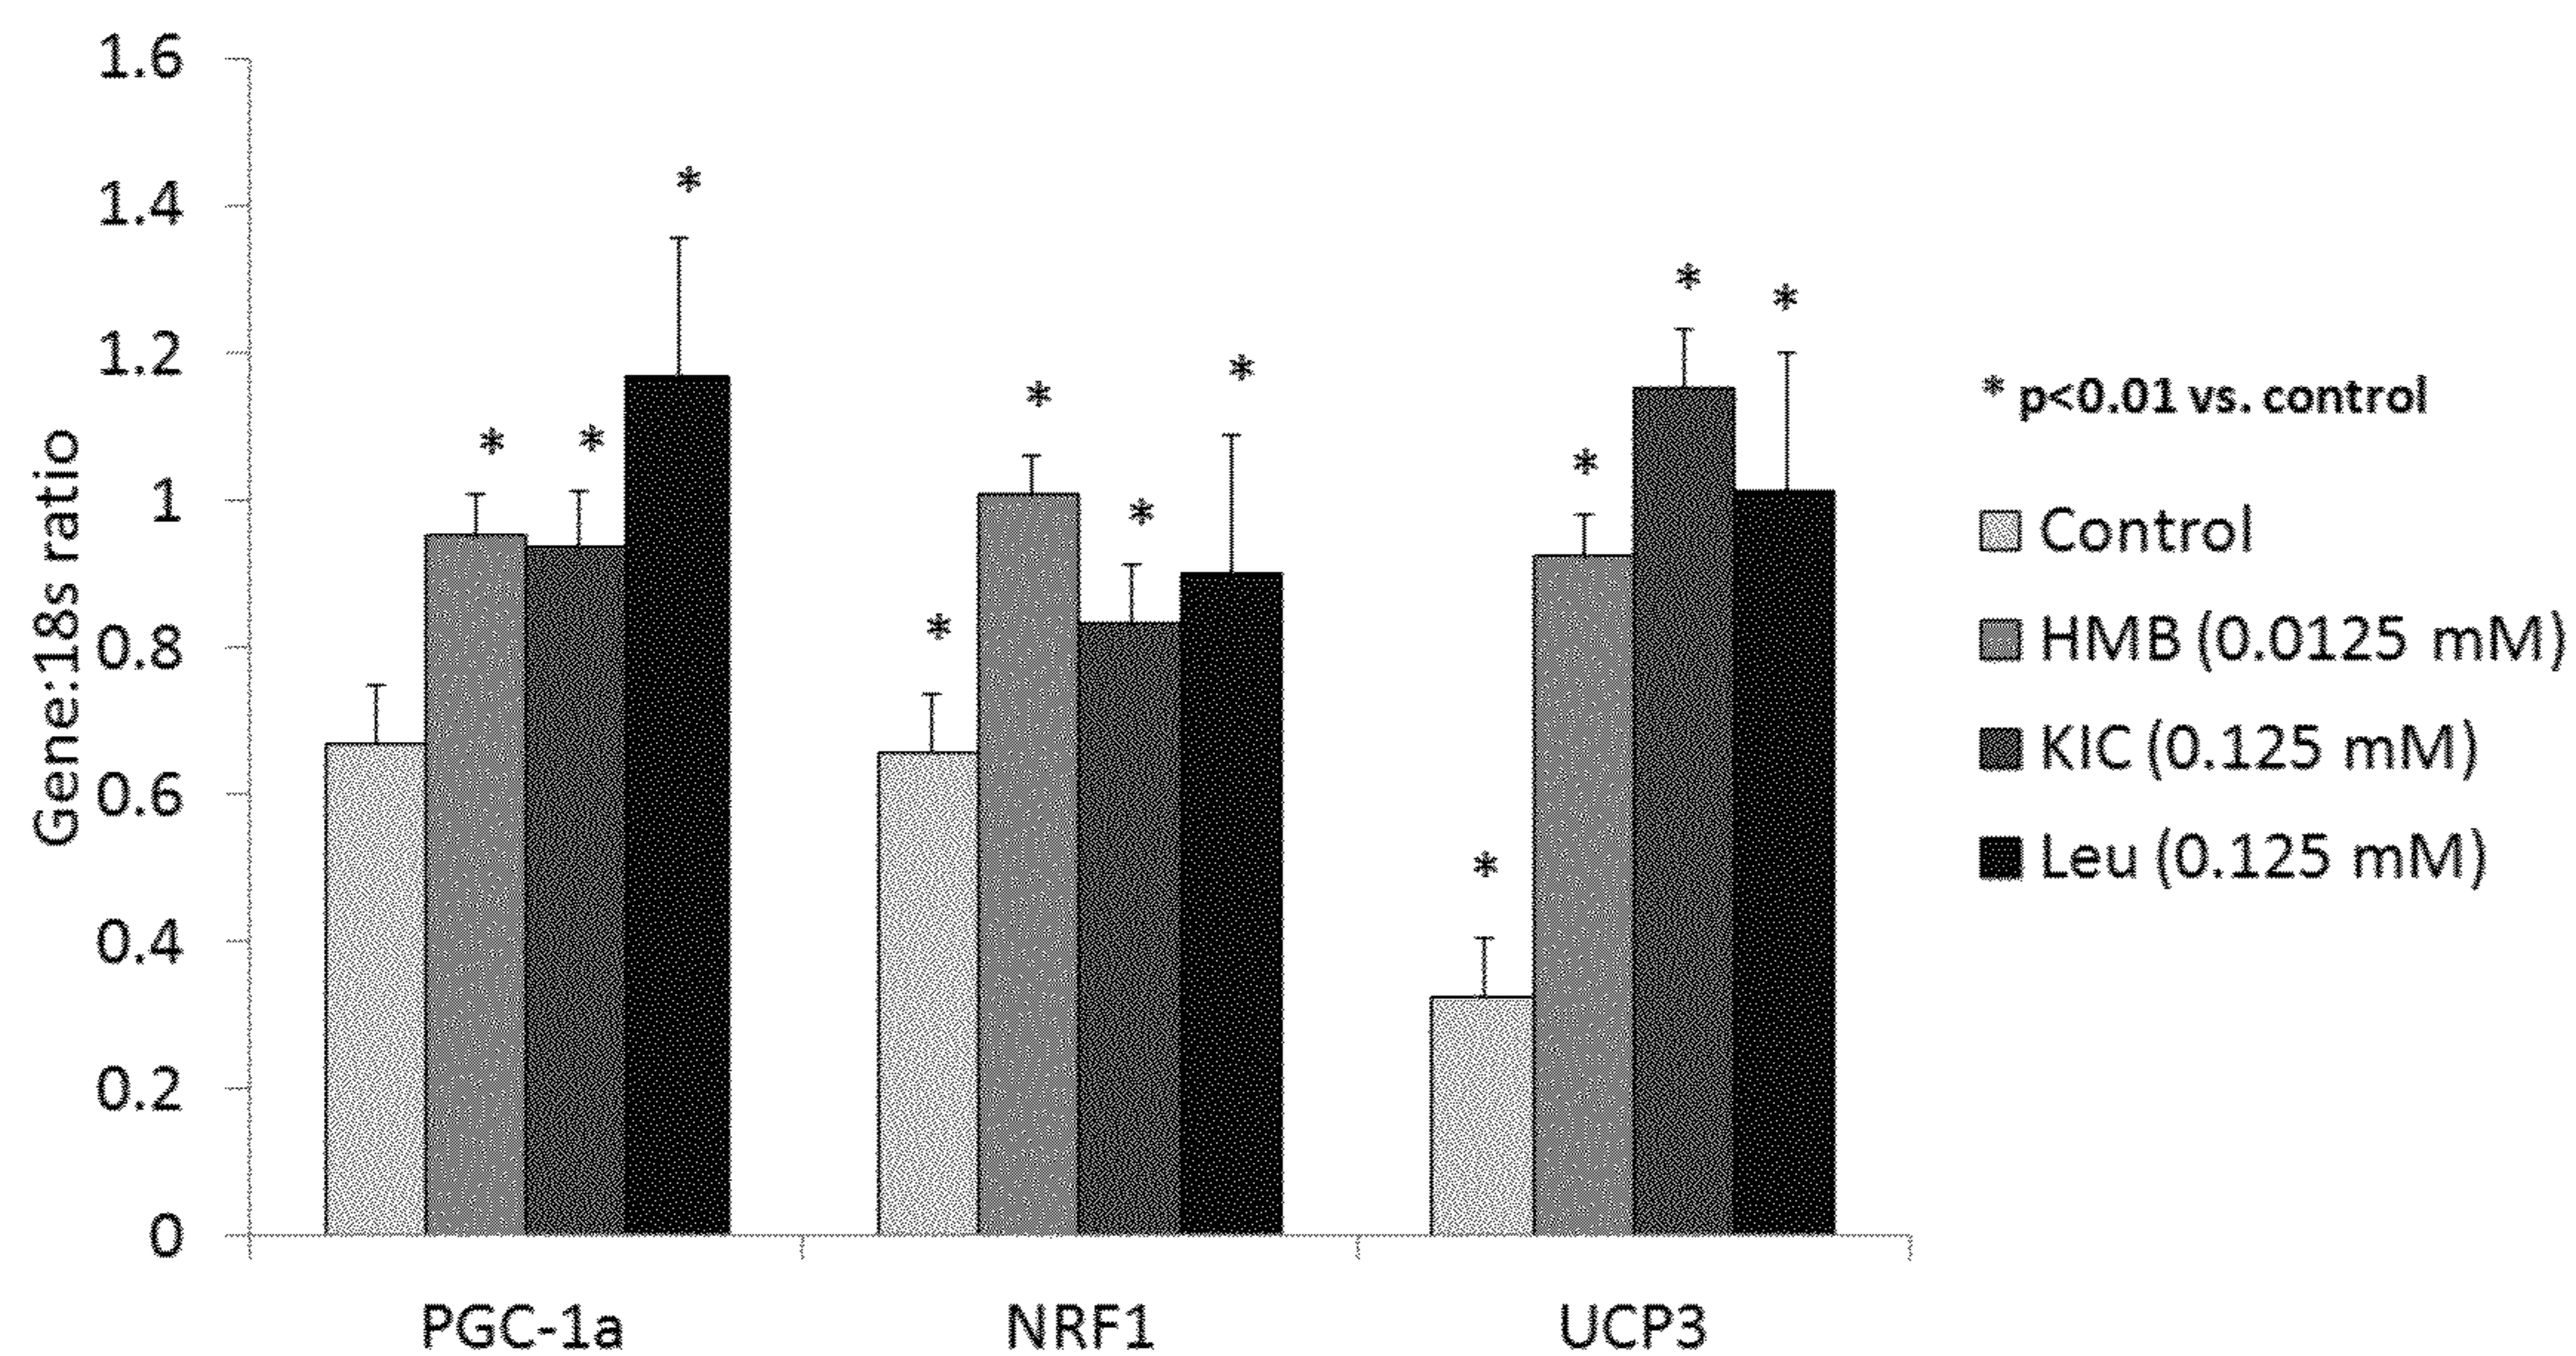 Gene:18s ratio
1.6
1.4
1.2
1
0.8
0.6
0.4
0.2
0
*
*
*
*
*
*
*
*
*
*
*
PGC-1a
NRF1
UCP3
* p<0.01 vs. control
Control
HMB (0.0125 mM)
KIC (0.125 mM)
Leu (0.125 mM)